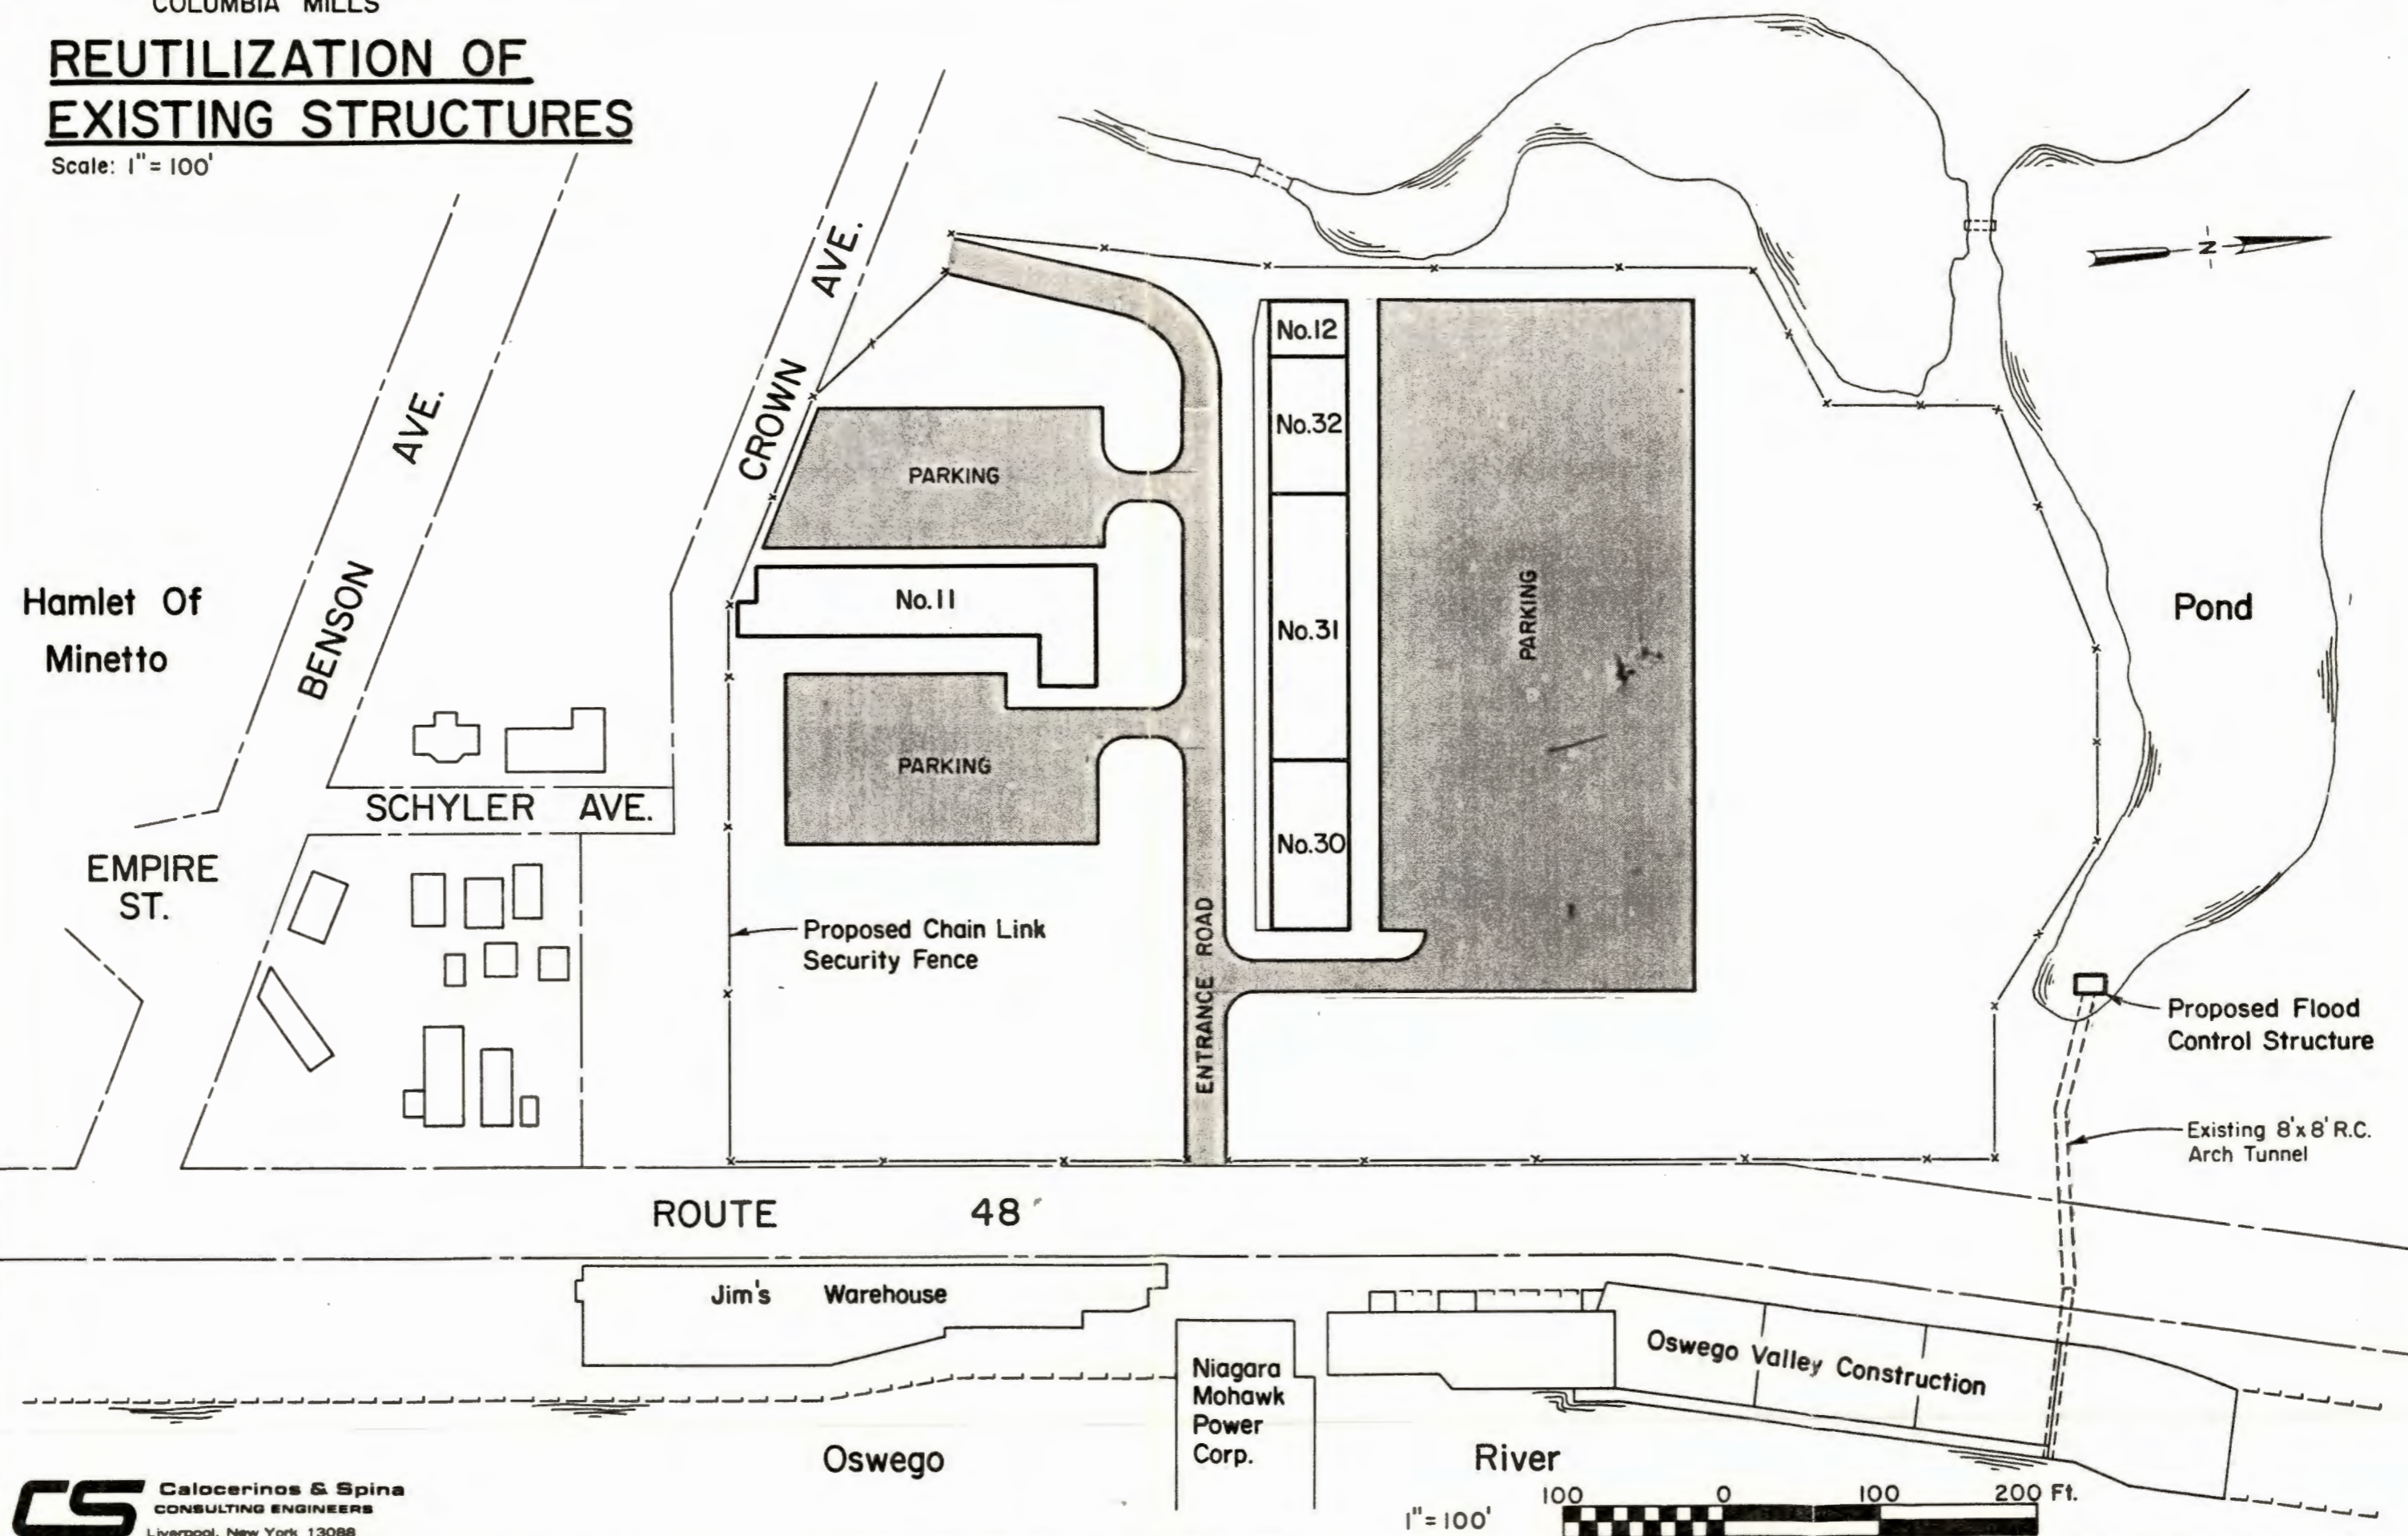 COLUMBIA MILLS
REUTILIZATION OF
EXISTING STRUCTURES
Scale: 1"= 100'
CROWN AVE.
BENSON AVE.
N
No.12
No.32
PARKING
No.11
No.31
PARKING
Hamlet Of
Minetto
Pond
PARKING
SCHYLER AVE.
No.30
EMPIRE
ST.
Proposed Chain Link
Security Fence
ENTRANCE ROAD
Proposed Flood
Control Structure
Existing 8'x 8' R.C.
Arch Tunnel
ROUTE 48
Jim's Warehouse
Niagara
Mohawk
Power
Corp.
Oswego Valley Construction
Oswego River
CS
Calocerinos & Spina
CONSULTING ENGINEERS
Liverpool, New York 13088
100 0 100 200 Ft.
1"= 100'